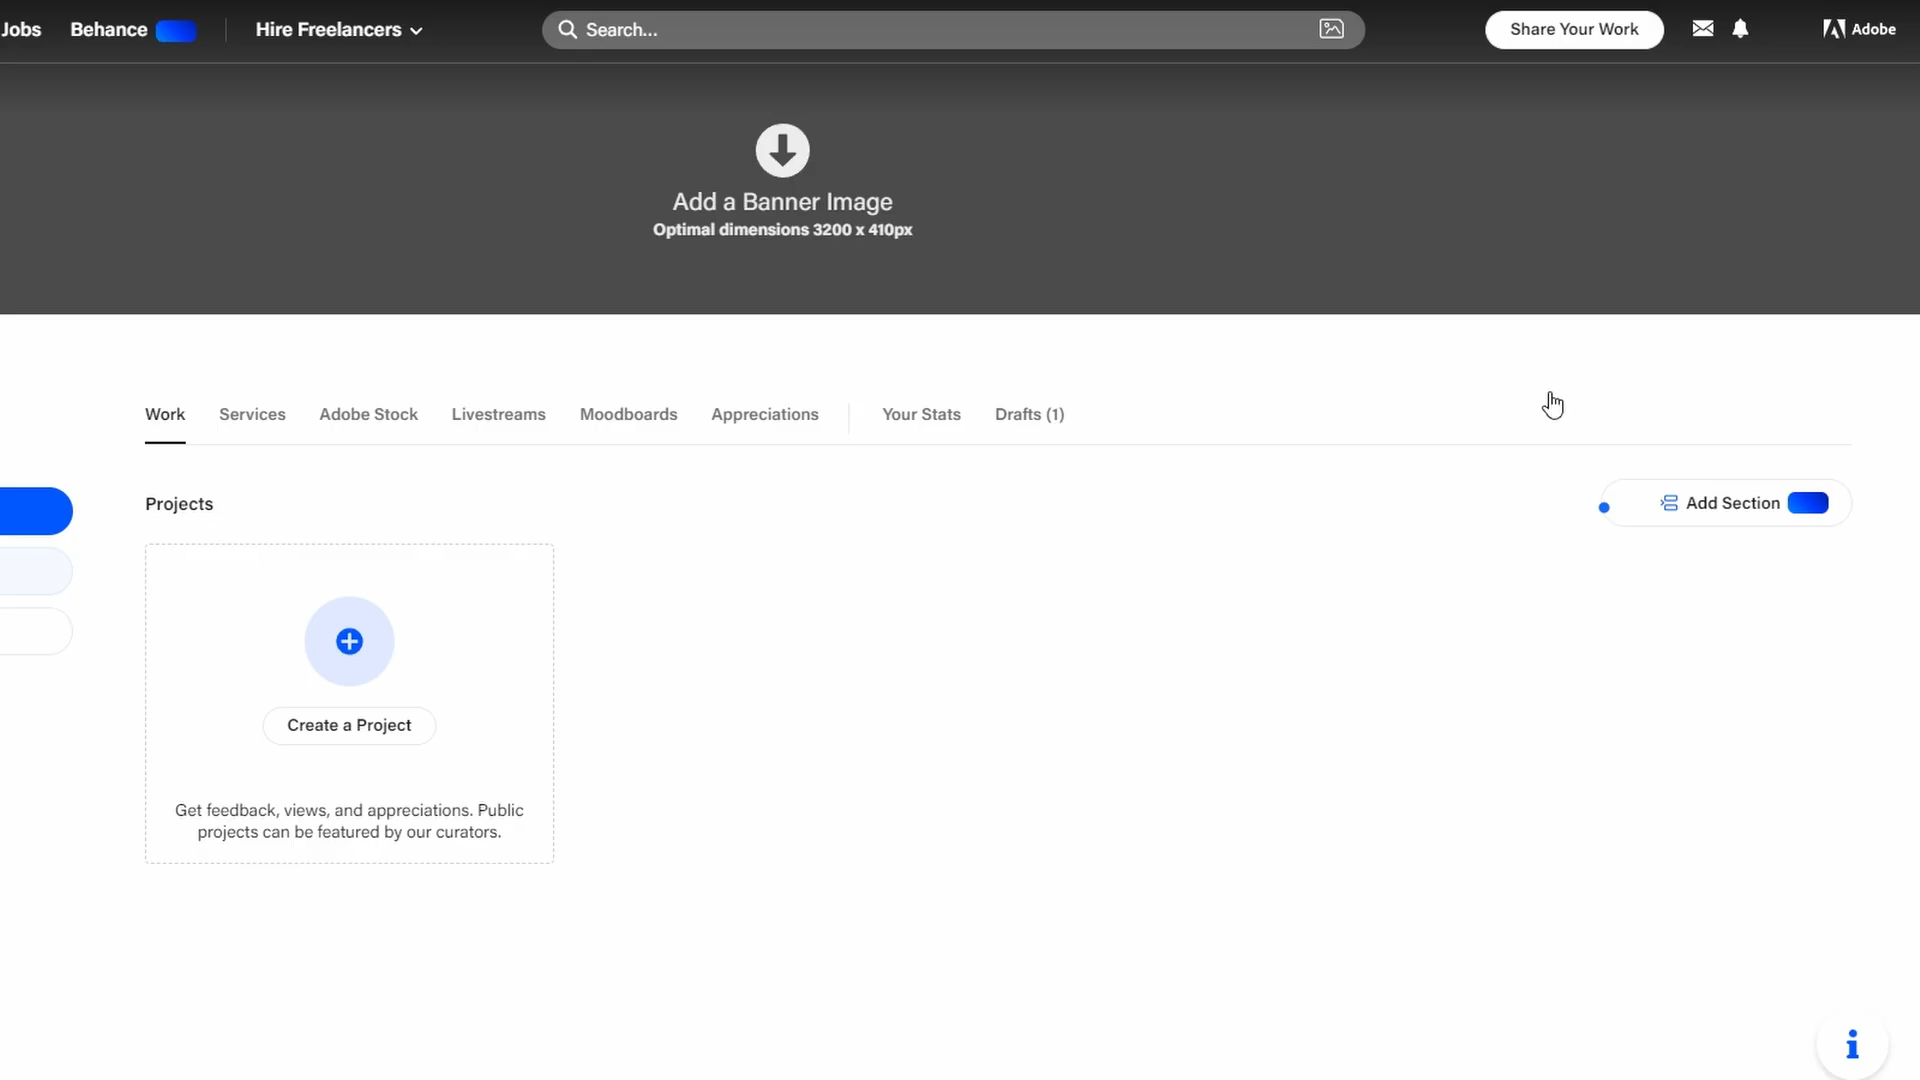 Jobs
Behance
Hire Freelancers
Search...
Share Your Work
Adobe
Add a Banner Image
Optimal dimensions 3200 x 410px
Work
Services
Adobe Stock
Livestreams
Moodboards
Appreciations
Your Stats
Drafts (1)
Projects
Add Section
Create a Project
Get feedback, views, and appreciations. Public
projects can be featured by our curators.